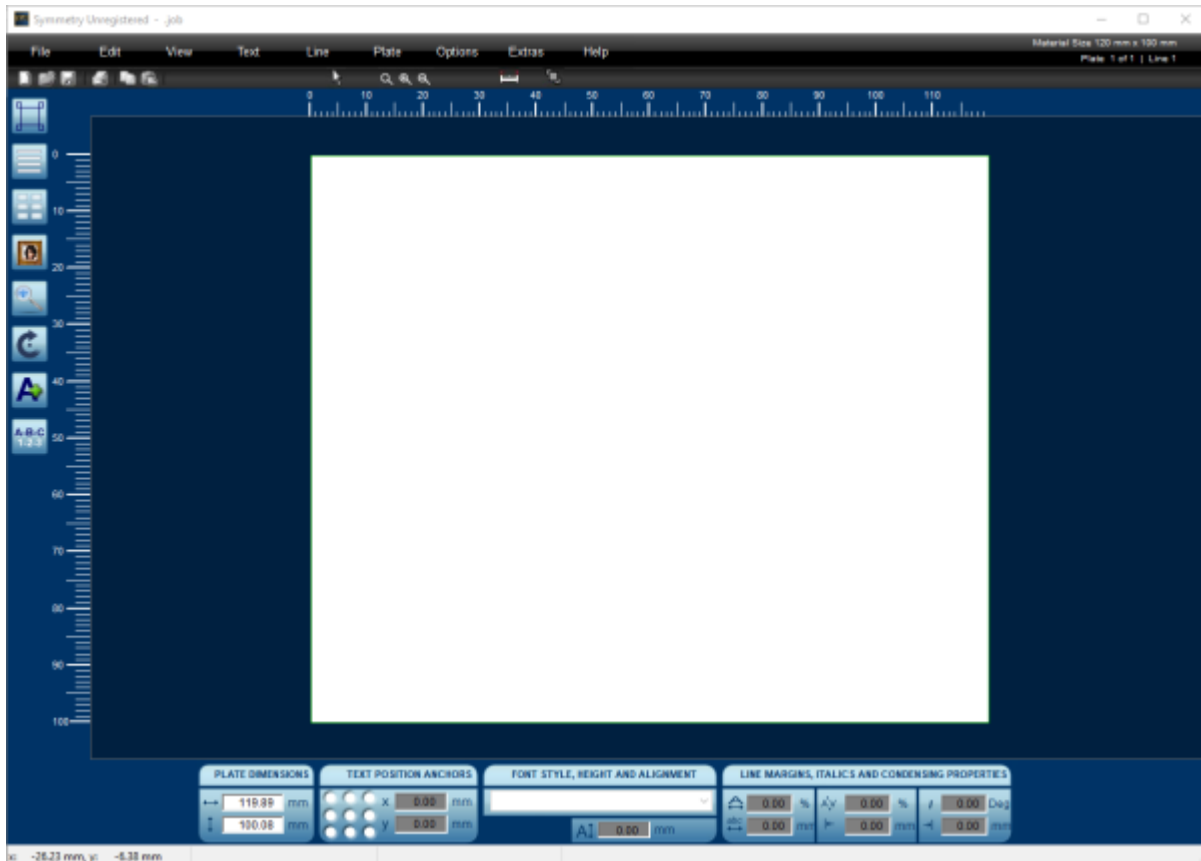 Symmetry Unregistered - .job
File Edit View Text Line Plate Options Extras Help
Material Size 120 mm x 100 mm
Plate 1 of 1 | Line 1
0 10 20 30 40 50 60 70 80 90 100 110
0
10
20
30
40
A-B-C
1-2-3
50
60
70
80
90
100
PLATE DIMENSIONS TEXT POSITION ANCHORS FONT STYLE, HEIGHT AND ALIGNMENT LINE MARGINS, ITALICS AND CONDENSING PROPERTIES
119.89 mm X 0.00 mm 0.00 % 0.00 % 0.00 Deg
100.08 mm y 0.00 mm A 0.00 mm abc 0.00 mm 0.00 mm 0.00 mm
x: -26.23 mm, y: -6.38 mm